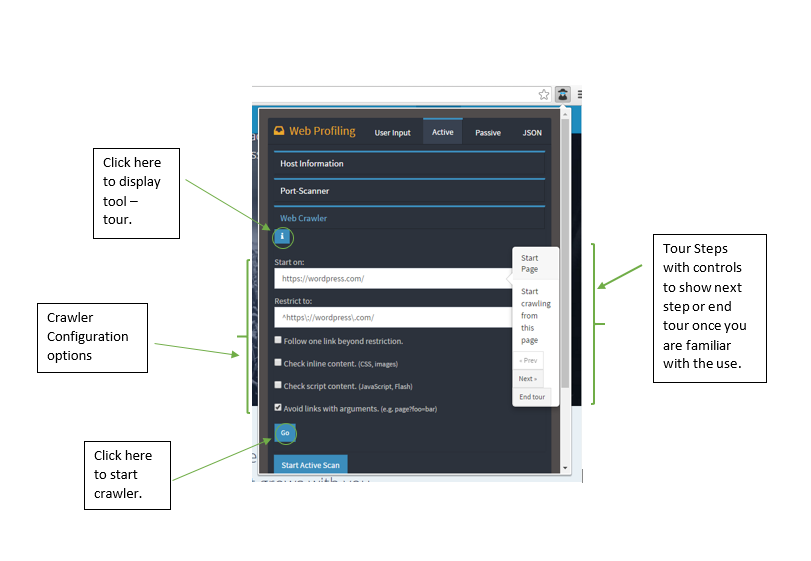 Web Profiling
User Input
Active
Passive
JSON
Host Information
Port-Scanner
Web Crawler
i
Click here
to display
tool –
tour.
Start on:
https://wordpress.com/
Restrict to:
^https\://wordpress\.com/
Follow one link beyond restriction.
Check inline content. (CSS, images)
Check script content. (JavaScript, Flash)
Avoid links with arguments. (e.g. page?foo=bar)
Go
Start Active Scan
Start
Page
Start
crawling
from
this
page
« Prev
Next »
End tour
Tour Steps
with controls
to show next
step or end
tour once you
are familiar
with the use.
Crawler
Configuration
options
Click here
to start
crawler.